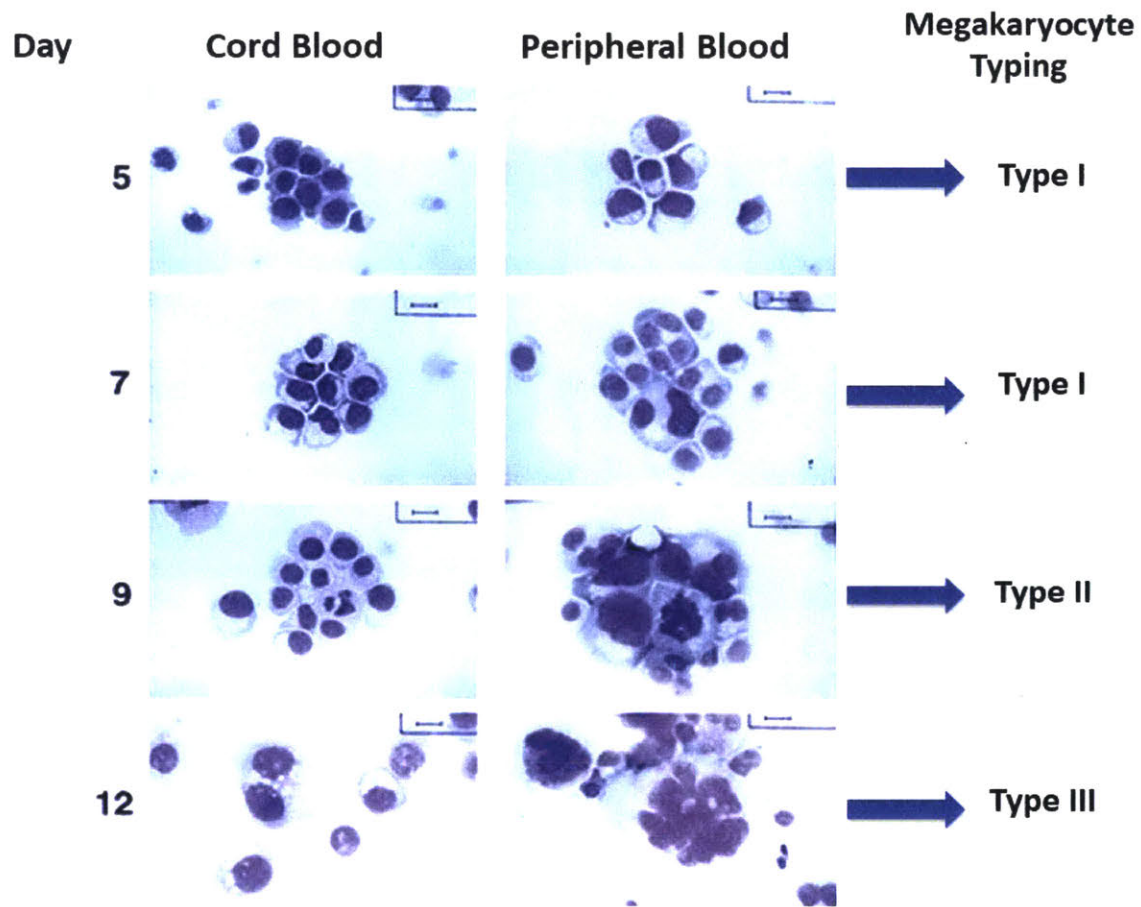 Day
Cord Blood
Peripheral Blood
Megakaryocyte
Typing
5
Type I
7
Type I
9
Type II
12
Type III